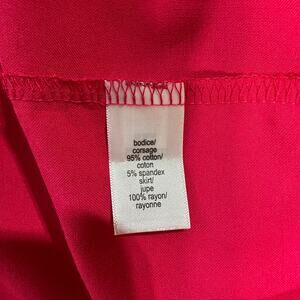 bodice/
corsage
95% cotton/
coton
5% spandex
skirt/
jupe
100% rayon/
rayonne